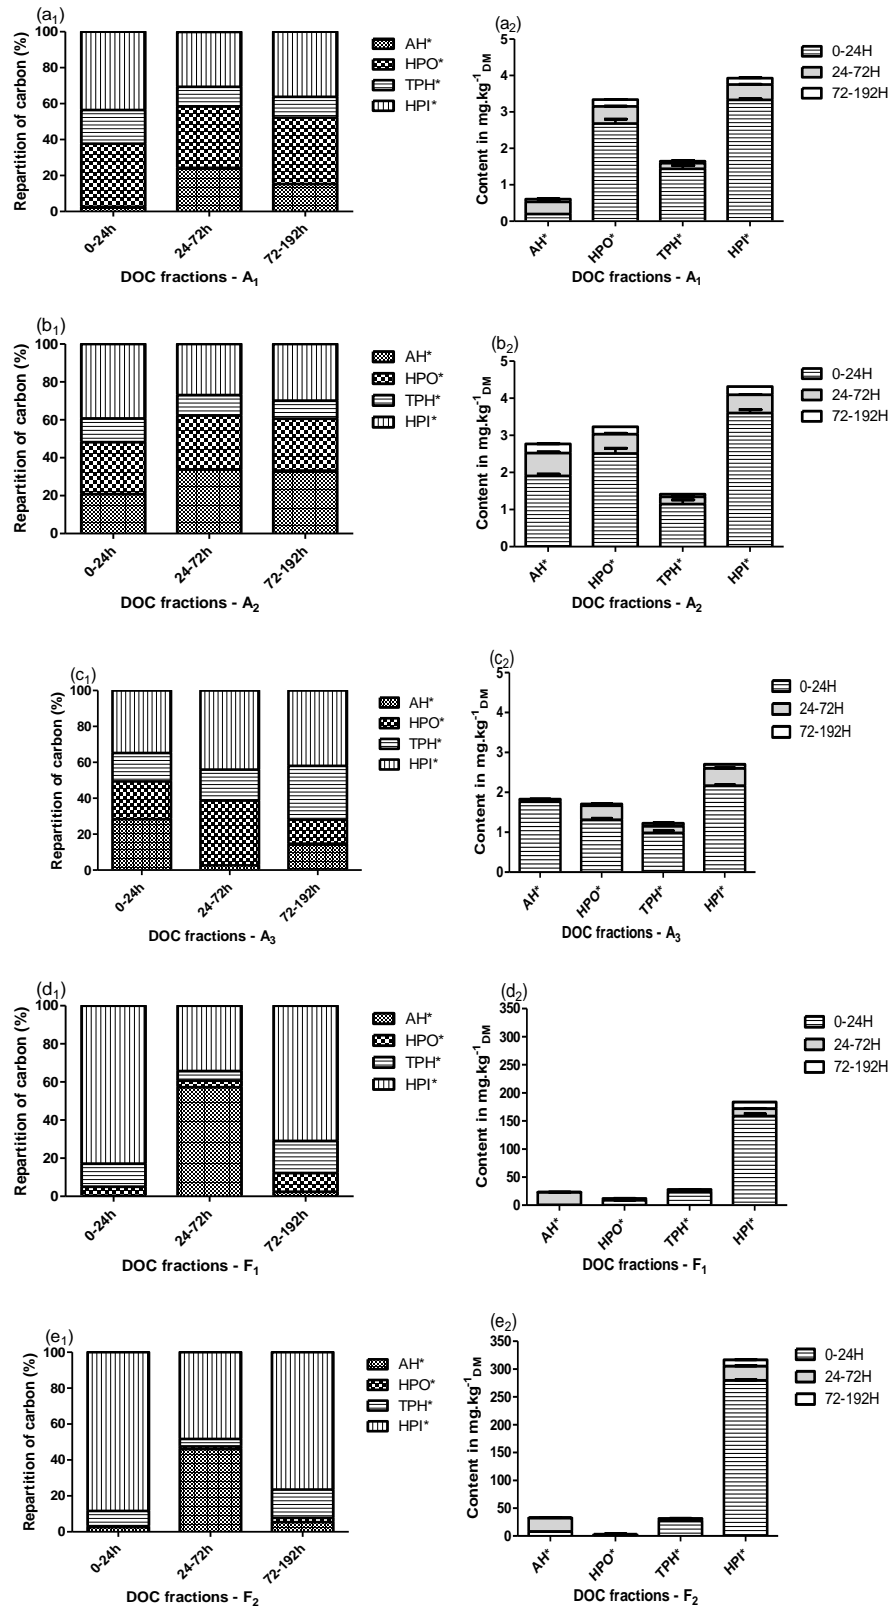 (a1)
Repartition of carbon (%)
100
80
60
40
20
0
0-24h
24-72h
72-192h
DOC fractions - A1
AH*
HPO*
TPH*
HPI*
(a2)
Content in mg.kg-1DM
5
4
3
2
1
0
AH*
HPO*
TPH*
HPI*
DOC fractions - A1
0-24H
24-72H
72-192H
(b1)
Repartition of carbon (%)
100
80
60
40
20
0
0-24h
24-72h
72-192h
DOC fractions - A2
AH*
HPO*
TPH*
HPI*
(b2)
Content in mg.kg-1DM
5
4
3
2
1
0
AH*
HPO*
TPH*
HPI*
DOC fractions - A2
0-24H
24-72H
72-192H
(c1)
Repartition of carbon (%)
100
80
60
40
20
0
0-24h
24-72h
72-192h
DOC fractions - A3
AH*
HPO*
TPH*
HPI*
(c2)
Content in mg.kg-1DM
5
4
3
2
1
0
AH*
HPO*
TPH*
HPI*
DOC fractions - A3
0-24H
24-72H
72-192H
(d1)
Repartition of carbon (%)
100
80
60
40
20
0
0-24h
24-72h
72-192h
DOC fractions - F1
AH*
HPO*
TPH*
HPI*
(d2)
Content in mg.kg-1DM
350
300
250
200
150
100
50
0
AH*
HPO*
TPH*
HPI*
DOC fractions - F1
0-24H
24-72H
72-192H
(e1)
Repartition of carbon (%)
100
80
60
40
20
0
0-24h
24-72h
72-192h
DOC fractions - F2
AH*
HPO*
TPH*
HPI*
(e2)
Content in mg.kg-1DM
350
300
250
200
150
100
50
0
AH*
HPO*
TPH*
HPI*
DOC fractions - F2
0-24H
24-72H
72-192H